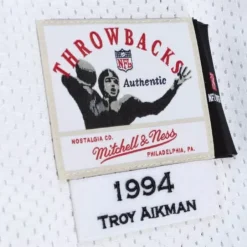 THROWBACKS
NFL
Authentic
NOSTALGIA CO.
Mitchell & Ness
PHILADELPHIA, PA.
1994
TROY AIKMAN